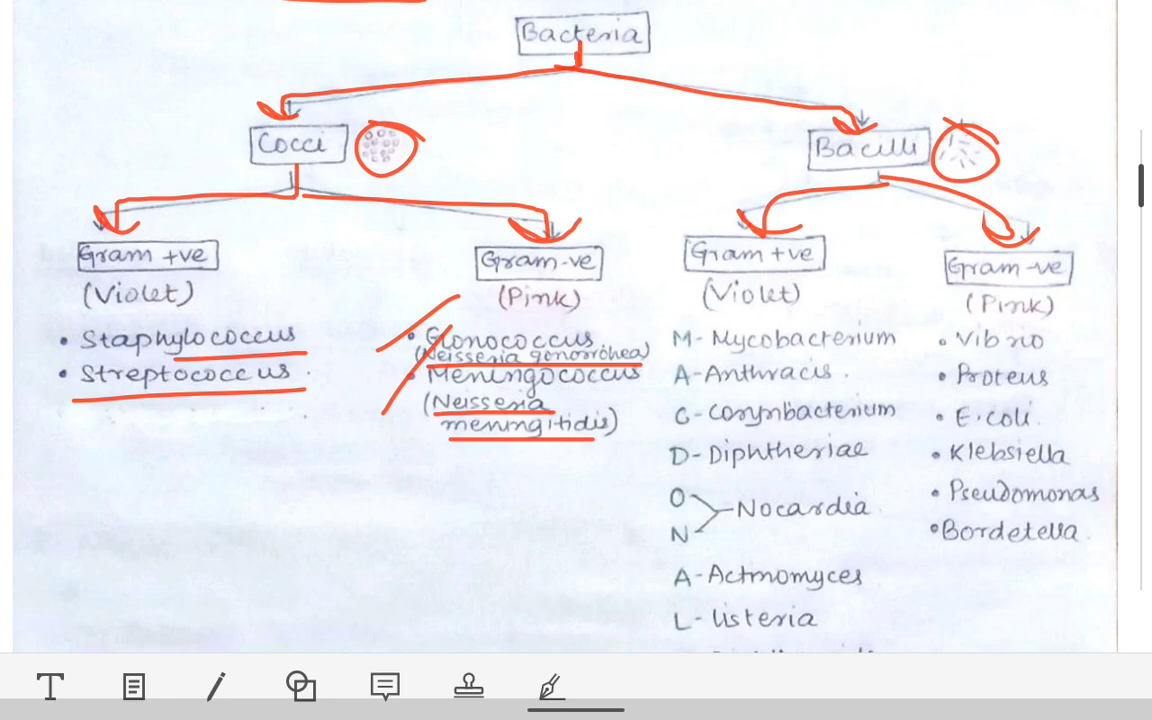 Bacteria
Cocci
Bacilli
Gram +ve
(Violet)
• Staphylococcus
• Streptococcus
Gram -ve
(Pink)
• Gonococcus
(Neisseria gonorrohea)
• Meningococcus
(Neisseria
meningitidis)
Gram +ve
(Violet)
M- Mycobacterium
A- Anthracis
C- Corynbacterium
D- Diphtheriae
O
N
Nocardia
A- Actinomyces
L- Listeria
Gram -ve
(Pink)
• Vibrio
• Proteus
• E.coli
• Klebsiella
• Pseudomonas
• Bordetella
T